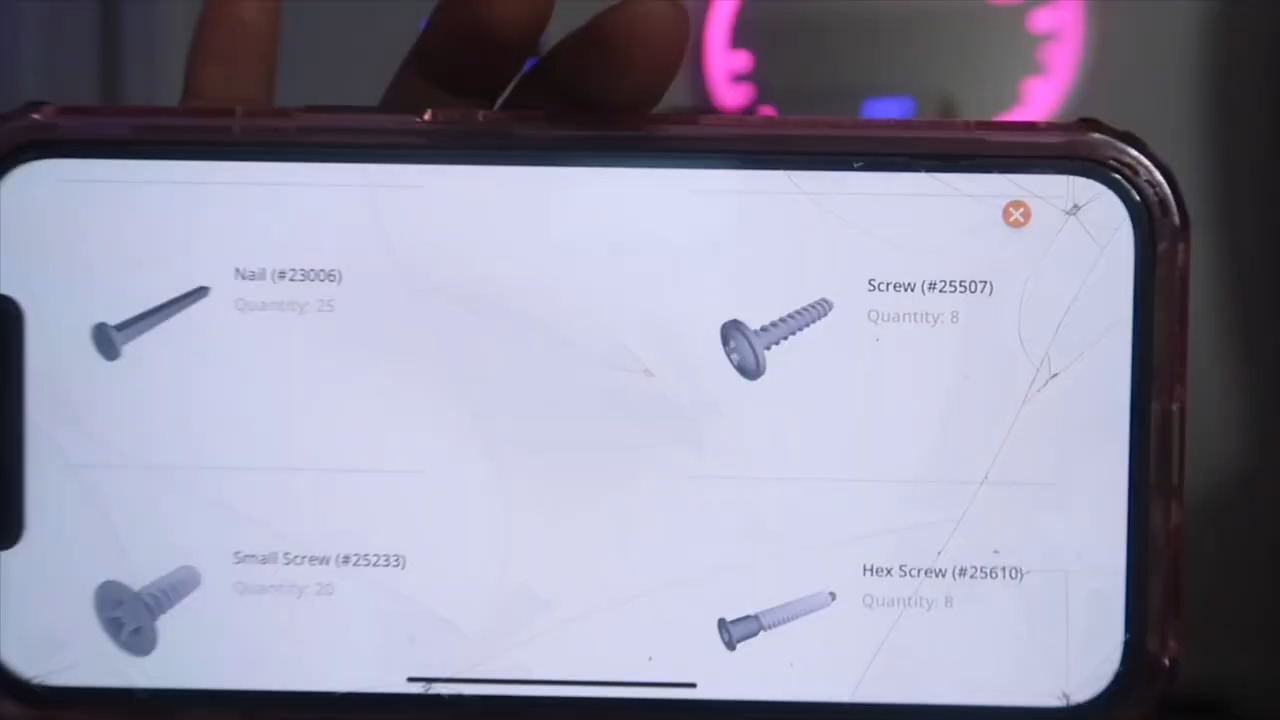 Nail (#23006)
Quantity: 25
Screw (#25507)
Quantity: 8
Small Screw (#25233)
Quantity: 20
Hex Screw (#25610)
Quantity: 8